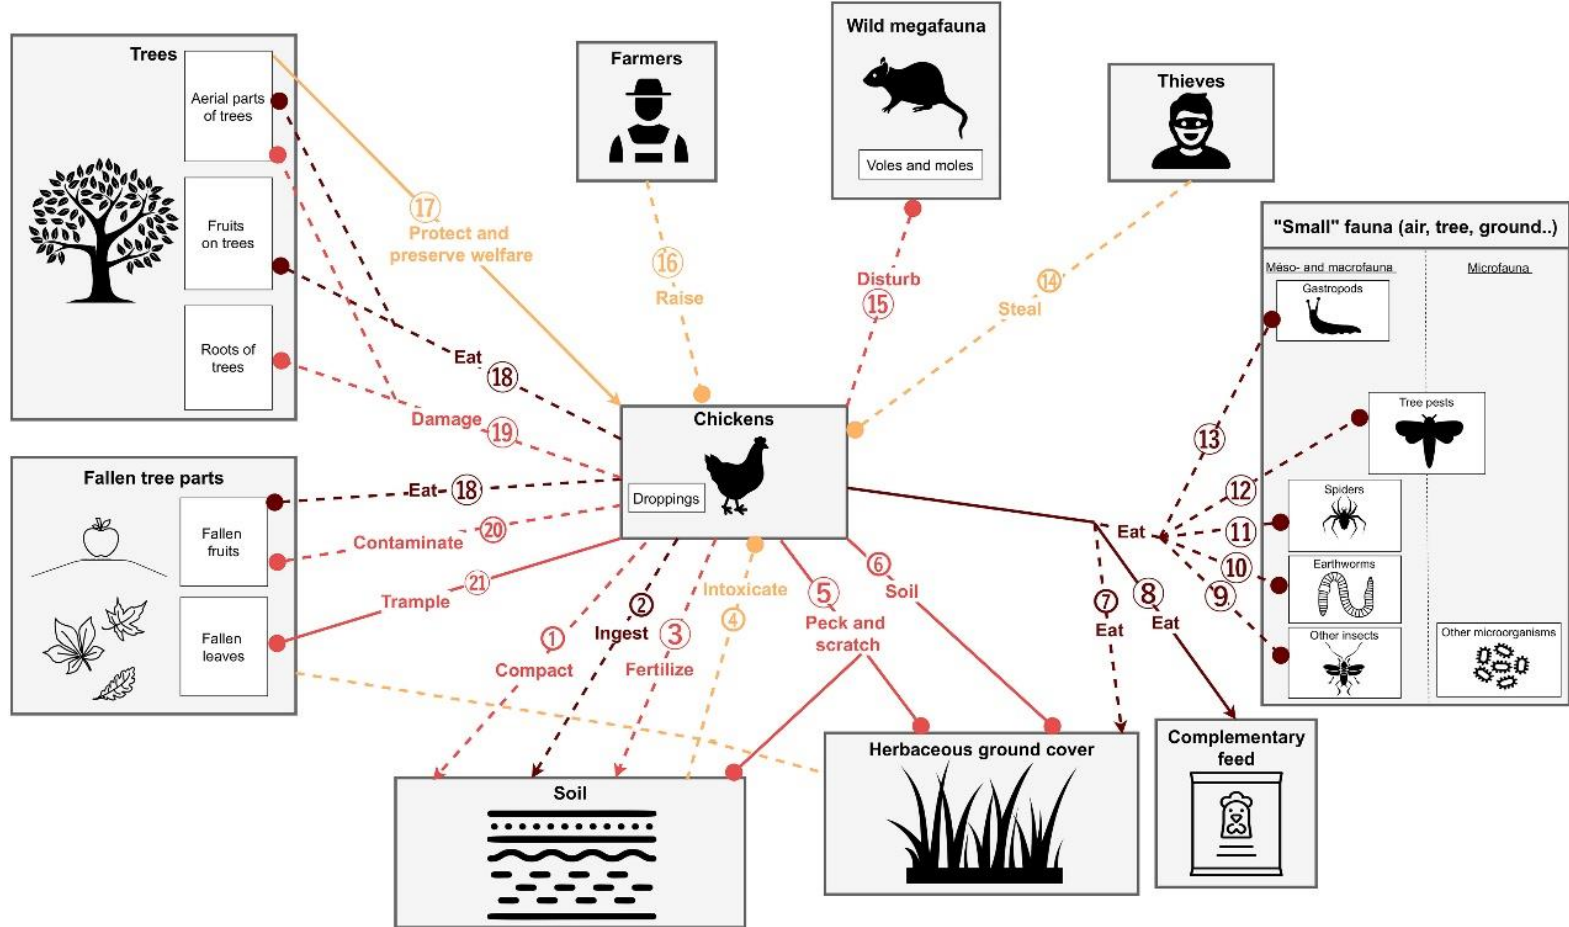 Trees
Aerial parts
of trees
Fruits
on trees
Roots of
trees
Farmers
Wild megafauna
Voles and moles
Thieves
"Small" fauna (air, tree, ground..)
Méso- and macrofauna
Microfauna
Gastropods
Tree pests
Spiders
Earthworms
Other insects
Other microorganisms
17
Protect and
preserve welfare
16
Raise
Disturb
15
14
Steal
Eat
18
Damage
19
Chickens
Droppings
13
12
11
10
9
Eat
Fallen tree parts
Fallen
fruits
Fallen
leaves
Eat
18
Contaminate
20
Trample
21
1
Compact
2
Ingest
3
Fertilize
Intoxicate
4
5
Peck and
scratch
6
Soil
7
Eat
8
Eat
Soil
Herbaceous ground cover
Complementary
feed